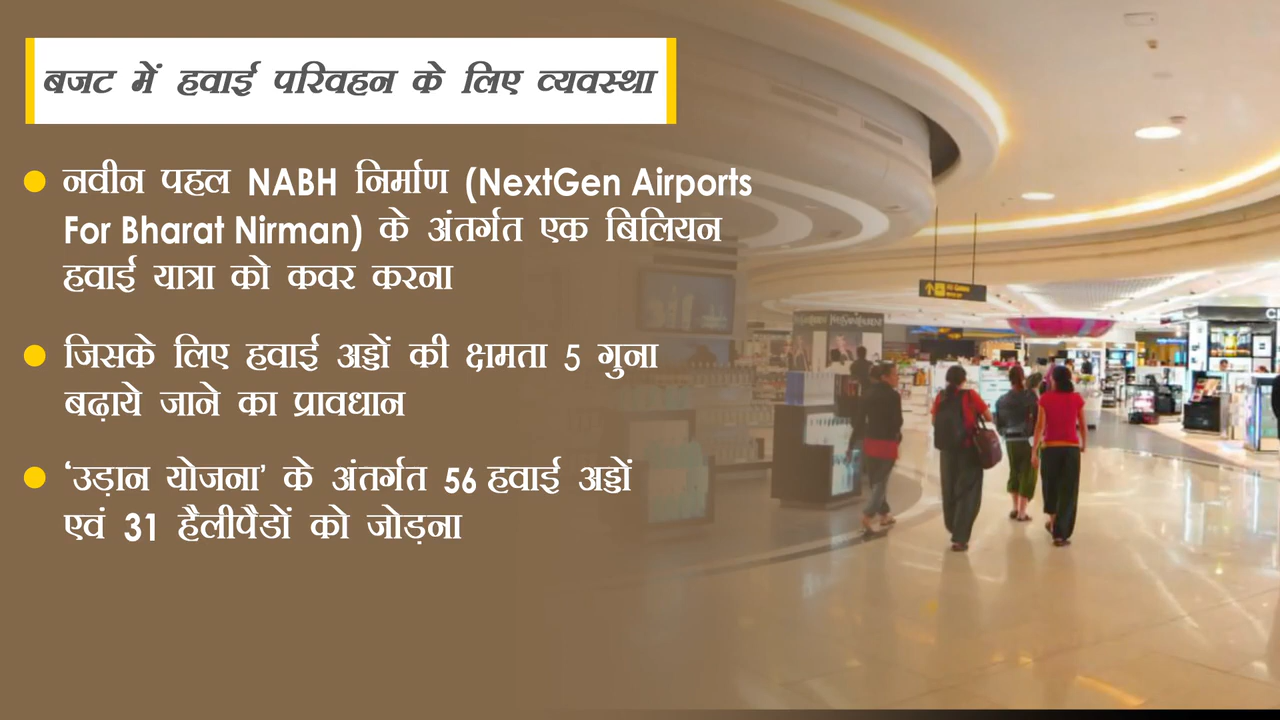 बजट में हवाई परिवहन के लिए व्यवस्था
नवीन पहल NABH निर्माण (NextGen Airports
For Bharat Nirman) के अंतर्गत एक बिलियन
हवाई यात्रा को कवर करना
जिसके लिए हवाई अड्डों की क्षमता 5 गुना
बढ़ाये जाने का प्रावधान
‘उड़ान योजना’ के अंतर्गत 56 हवाई अड्डों
एवं 31 हैलीपैडों को जोड़ना
YVESSAINTLAURENT